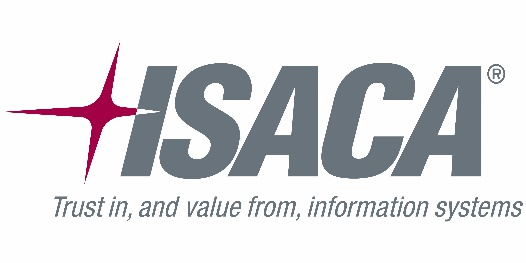 ISACA®
Trust in, and value from, information systems